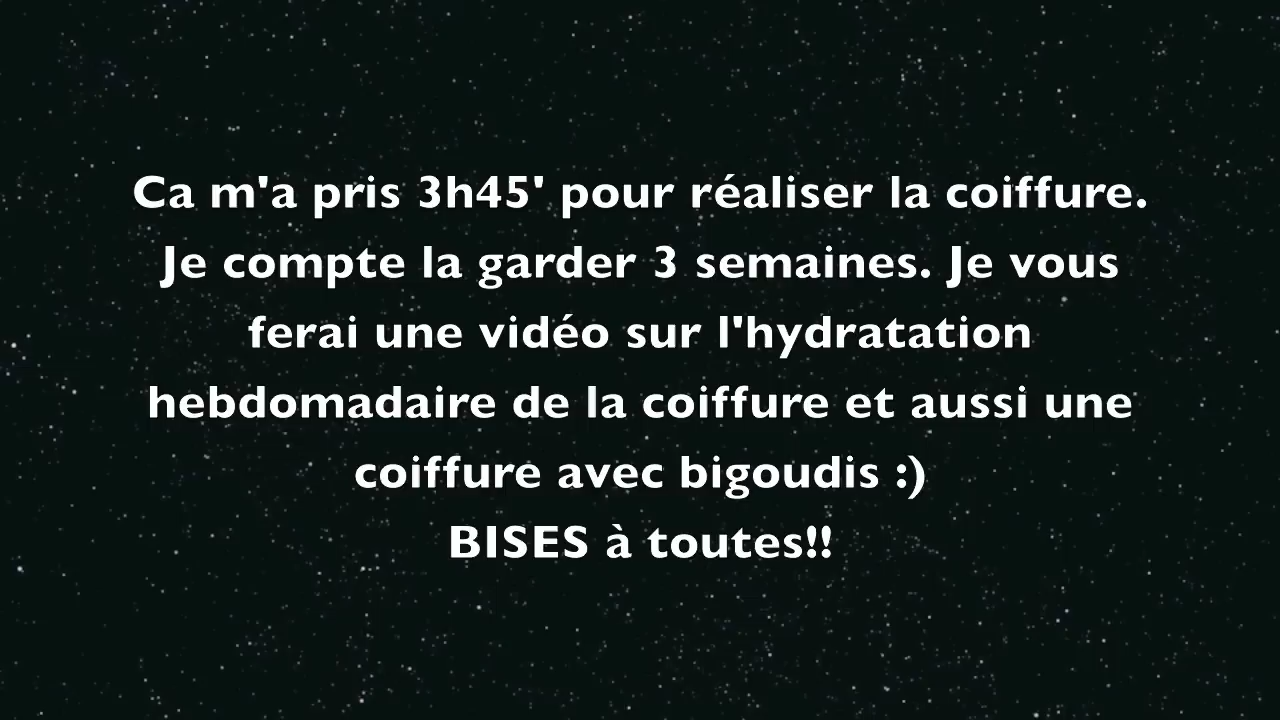 Ca m'a pris 3h45' pour réaliser la coiffure.
Je compte la garder 3 semaines. Je vous
ferai une vidéo sur l'hydratation
hebdomadaire de la coiffure et aussi une
coiffure avec bigoudis :)
BISES à toutes!!